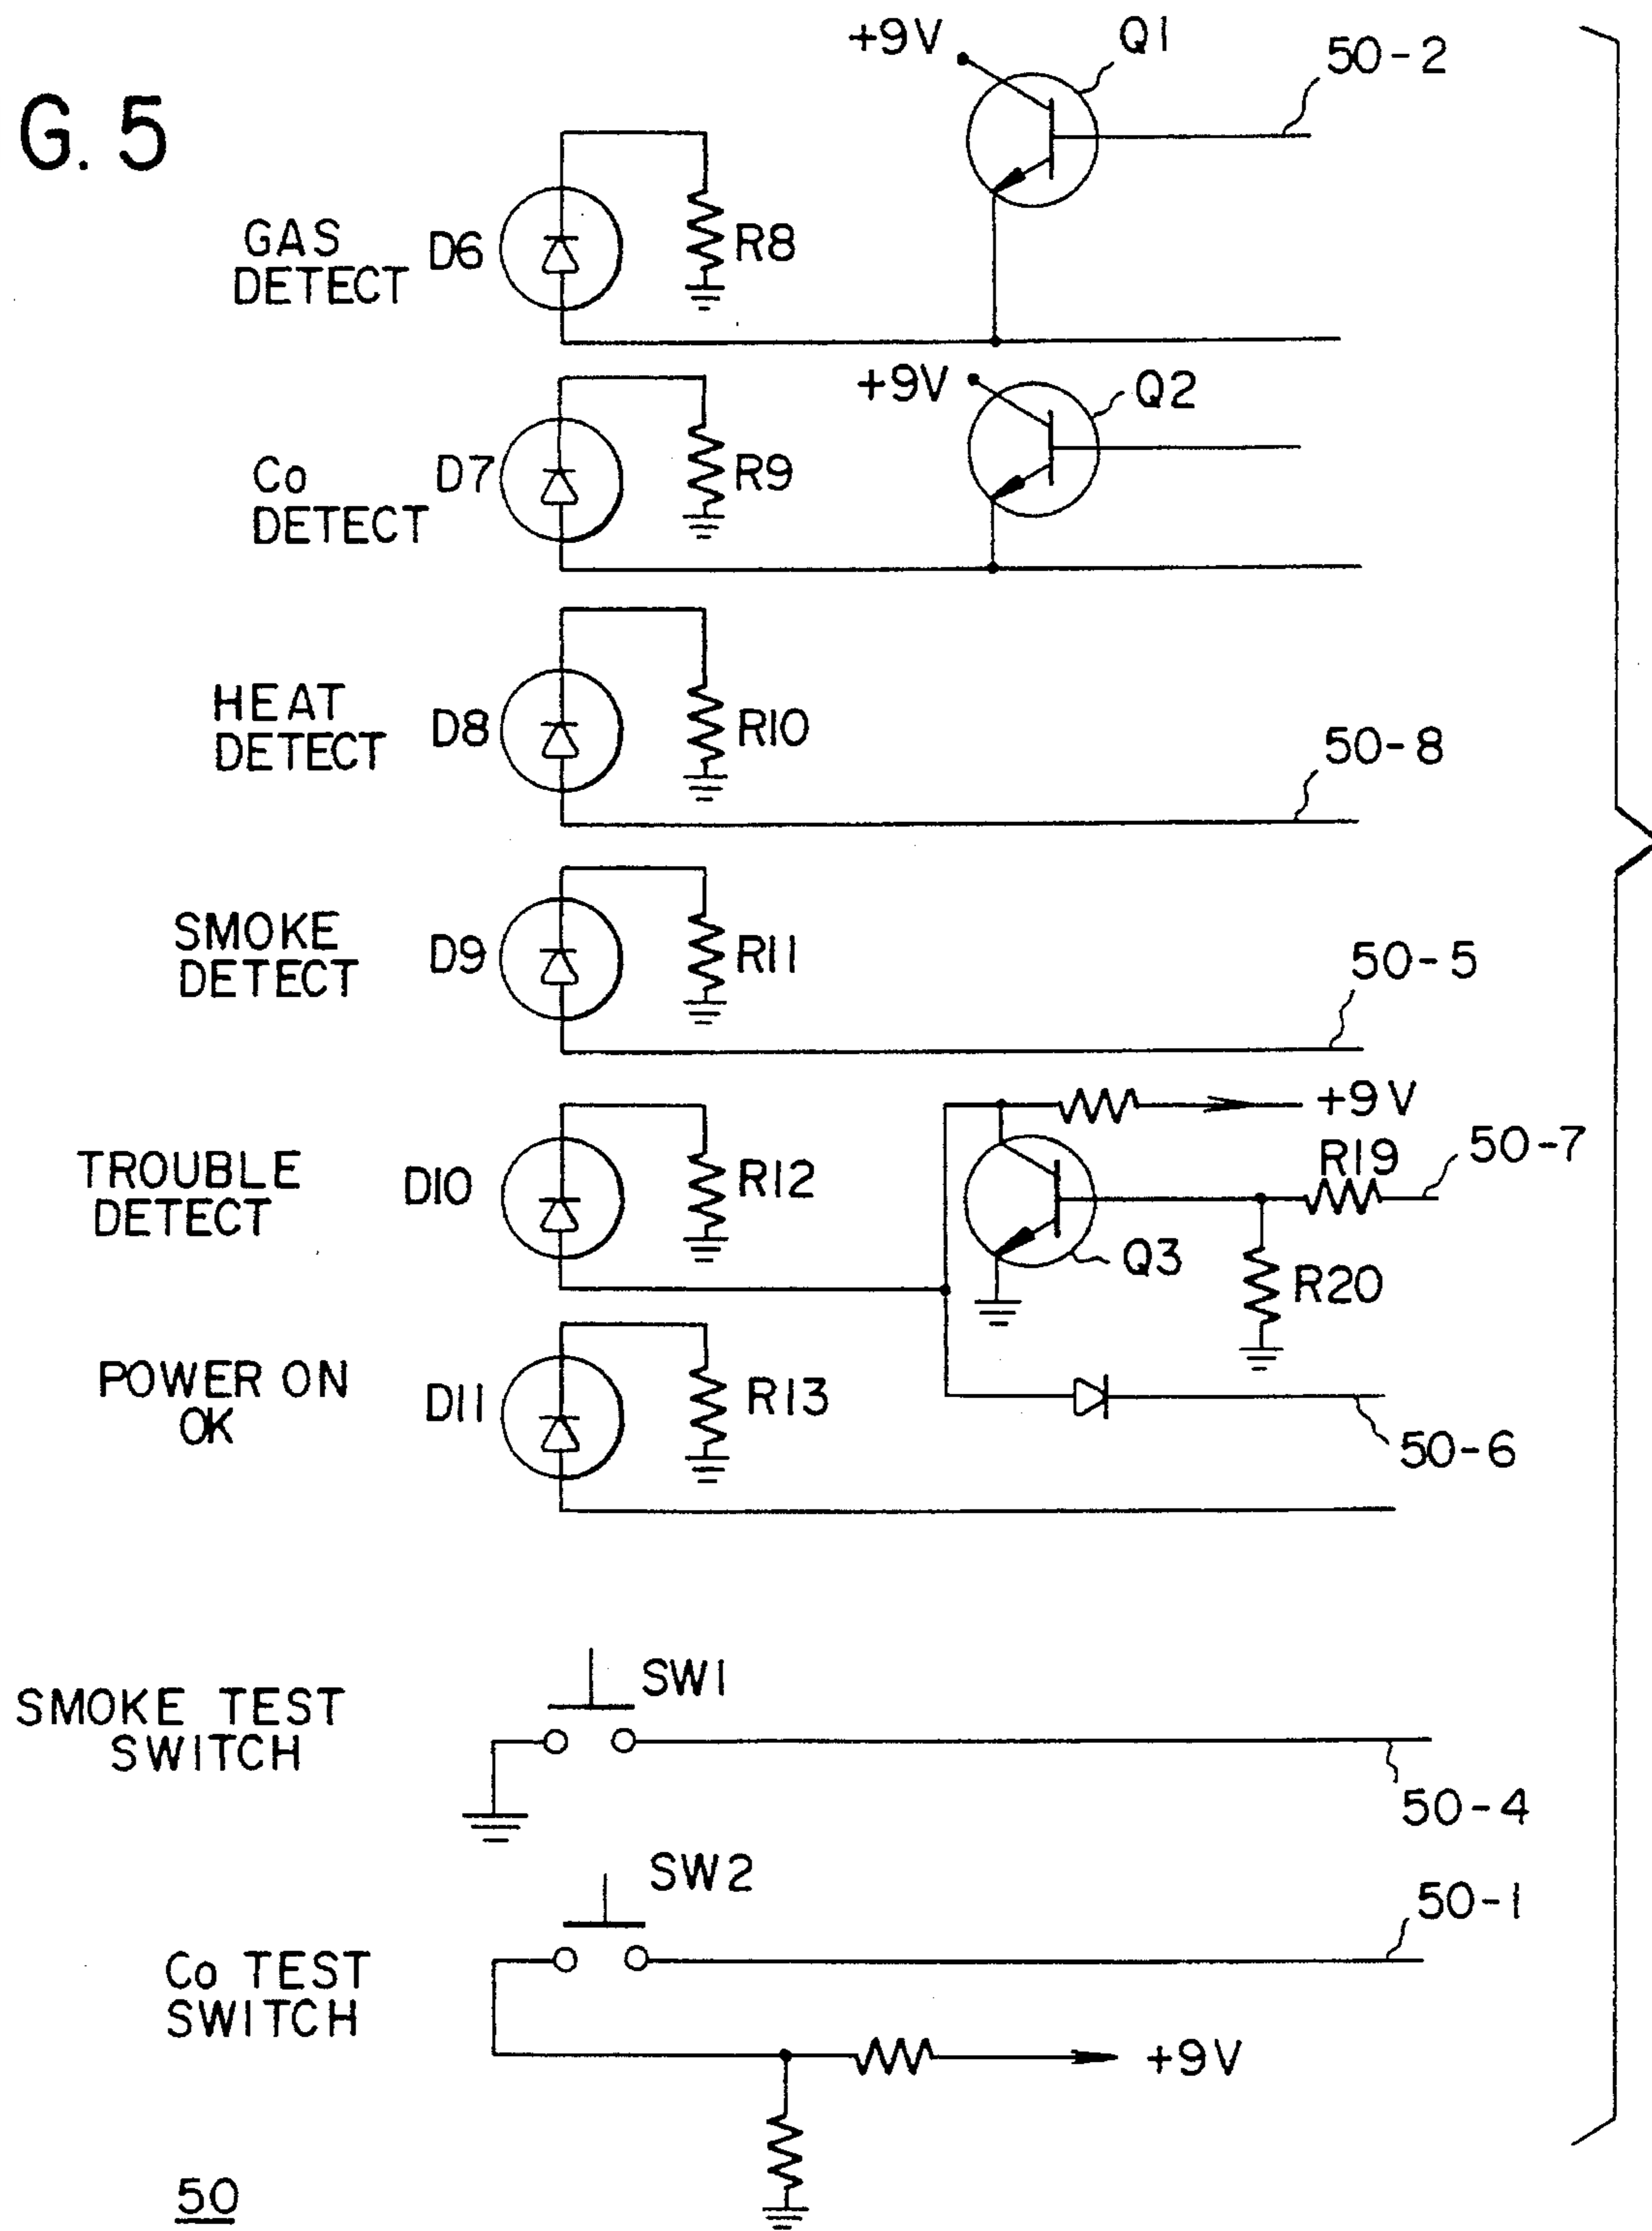 G. 5
+9V
Q1
50-2
GAS
DETECT
D6
R8
+9V
Q2
Co
DETECT
D7
R9
HEAT
DETECT
D8
R10
50-8
SMOKE
DETECT
D9
R11
50-5
TROUBLE
DETECT
D10
R12
+9V
R19
50-7
Q3
R20
POWER ON
OK
D11
R13
50-6
SMOKE TEST
SWITCH
SW1
50-4
SW2
50-1
Co TEST
SWITCH
+9V
50